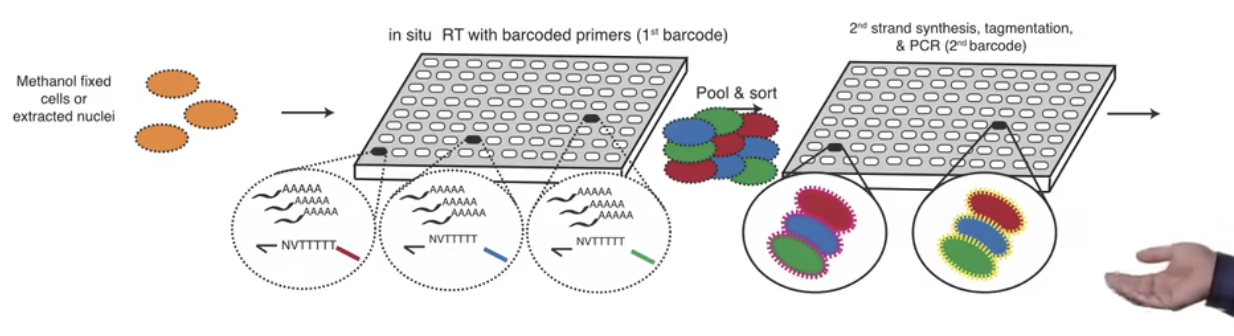 Methanol fixed
cells or
extracted nuclei
in situ RT with barcoded primers (1st barcode)
AAAAA
AAAAA
AAAAA
NVTTTTT
AAAAA
AAAAA
AAAAA
NVTTTTT
AAAAA
AAAAA
AAAAA
NVTTTTT
Pool & sort
2nd strand synthesis, tagmentation,
& PCR (2nd barcode)